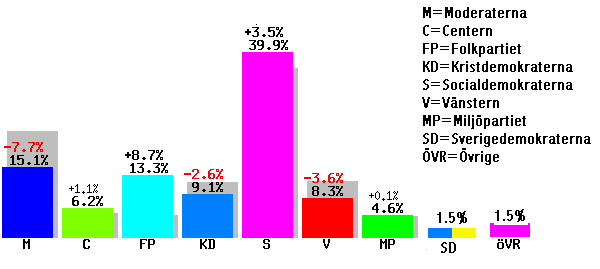 M=Moderaterna
C=Centern
FP=Folkpartiet
KD=Kristdemokraterna
S=Socialdemokraterna
V=Vänstern
MP=Miljöpartiet
SD=Sverigedemokraterna
ÖVR=Övrige
-7.7%
15.1%
+1.1%
6.2%
+8.7%
13.3%
-2.6%
9.1%
+3.5%
39.9%
-3.6%
8.3%
+0.1%
4.6%
1.5%
1.5%
M C FP KD S V MP SD öVR